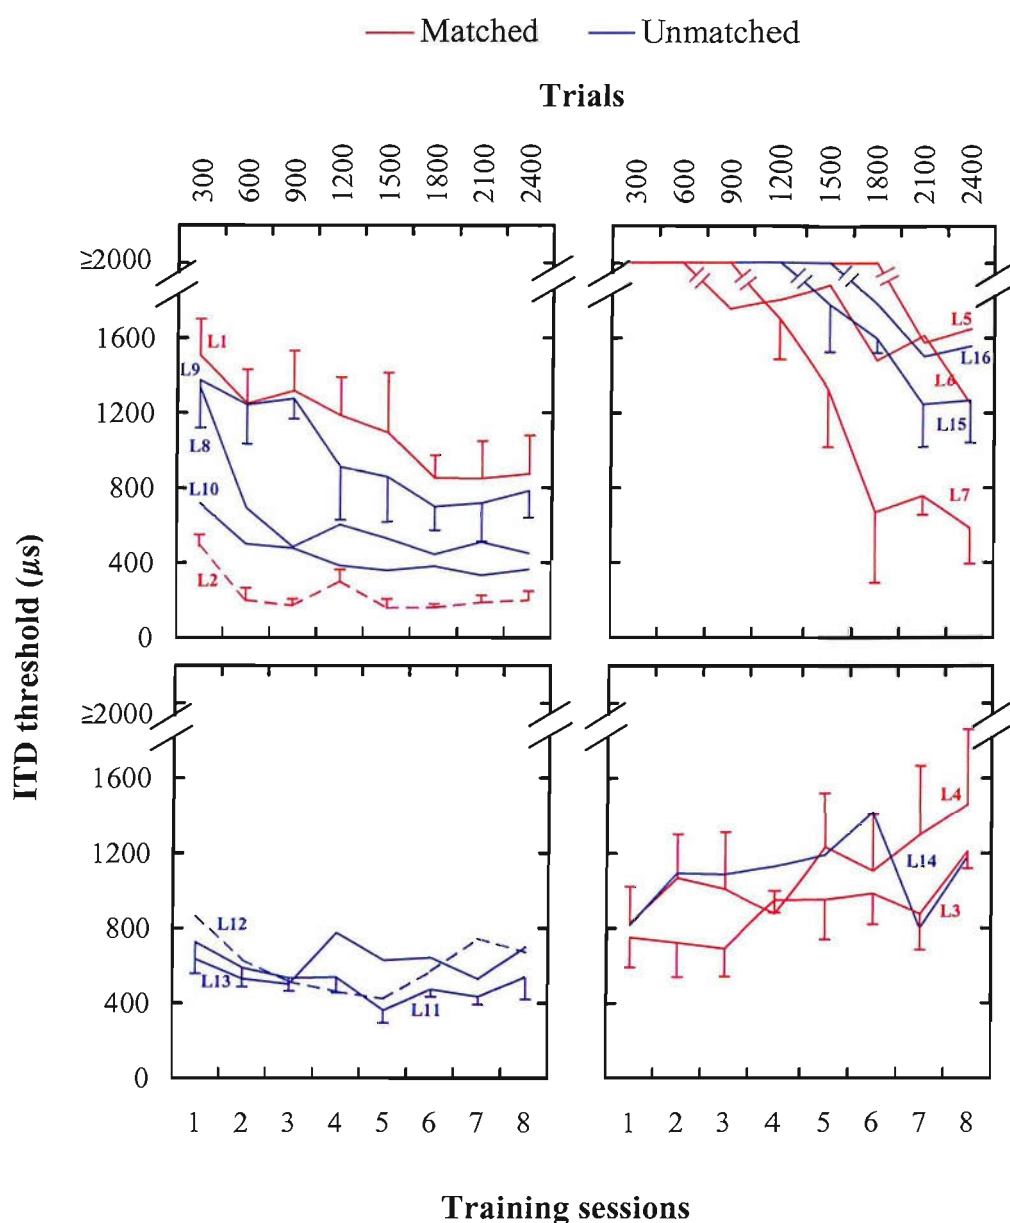 Matched Unmatched
Trials
300 600 900 1200 1500 1800 2100 2400
300 600 900 1200 1500 1800 2100 2400
≥2000
1600
1200
800
400
0
L1
L9
L8
L10
L2
L5
L16
L6
L15
L7
ITD threshold (μs)
≥2000
1600
1200
800
400
0
L12
L13
L11
L4
L14
L3
1 2 3 4 5 6 7 8
1 2 3 4 5 6 7 8
Training sessions